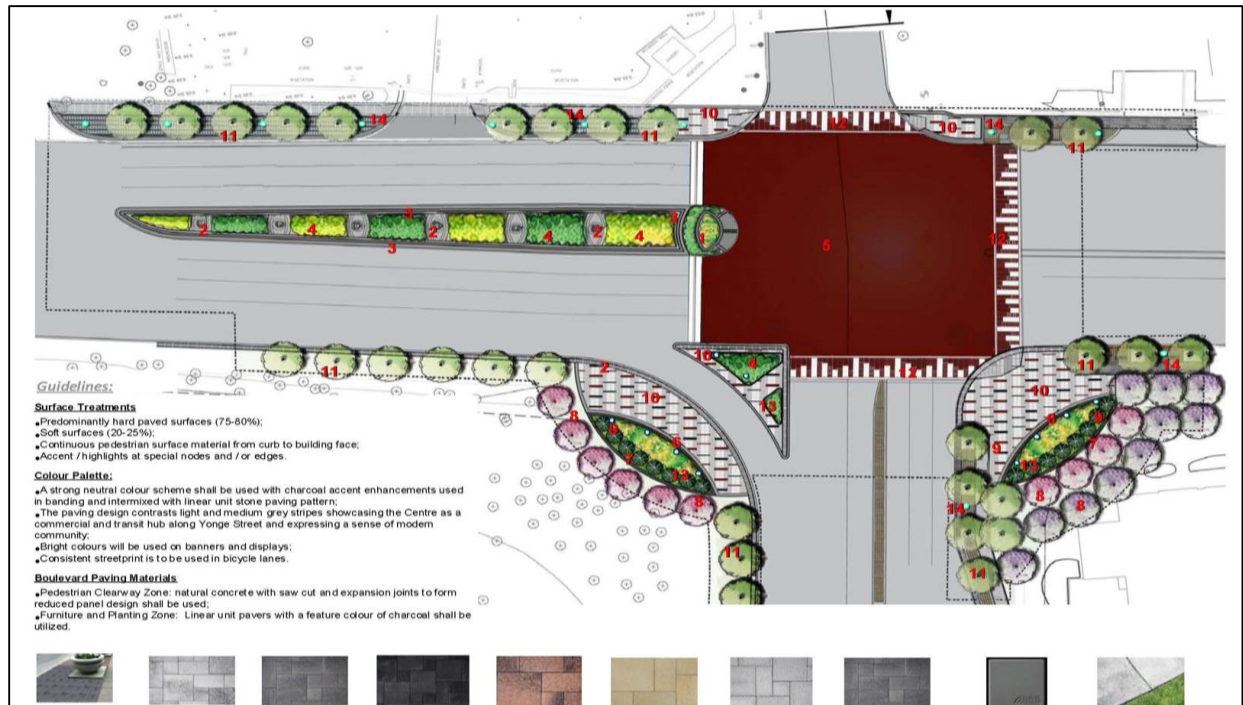 14
14
10
12
10
14
11
11
11
3
2
4
2
3
4
2
4
3
1
5
12
11
2
10
4
13
12
11
14
10
10
8
9
6
7
13
8
8
9
7
9
13
8
8
11
14
14
Guidelines:
Surface Treatments
•Predominantly hard paved surfaces (75-80%);
•Soft surfaces (20-25%);
•Continuous pedestrian surface material from curb to building face;
•Accent / highlights at special nodes and / or edges.
Colour Palette:
•A strong neutral colour scheme shall be used with charcoal accent enhancements used
in banding and intermixed with linear unit stone paving pattern;
•The paving design contrasts light and medium grey stripes showcasing the Centre as a
commercial and transit hub along Yonge Street and expressing a sense of modern
community;
•Bright colours will be used on banners and displays;
•Consistent streetprint is to be used in bicycle lanes.
Boulevard Paving Materials
•Pedestrian Clearway Zone: natural concrete with saw cut and expansion joints to form
reduced panel design shall be used;
•Furniture and Planting Zone: Linear unit pavers with a feature colour of charcoal shall be
utilized.